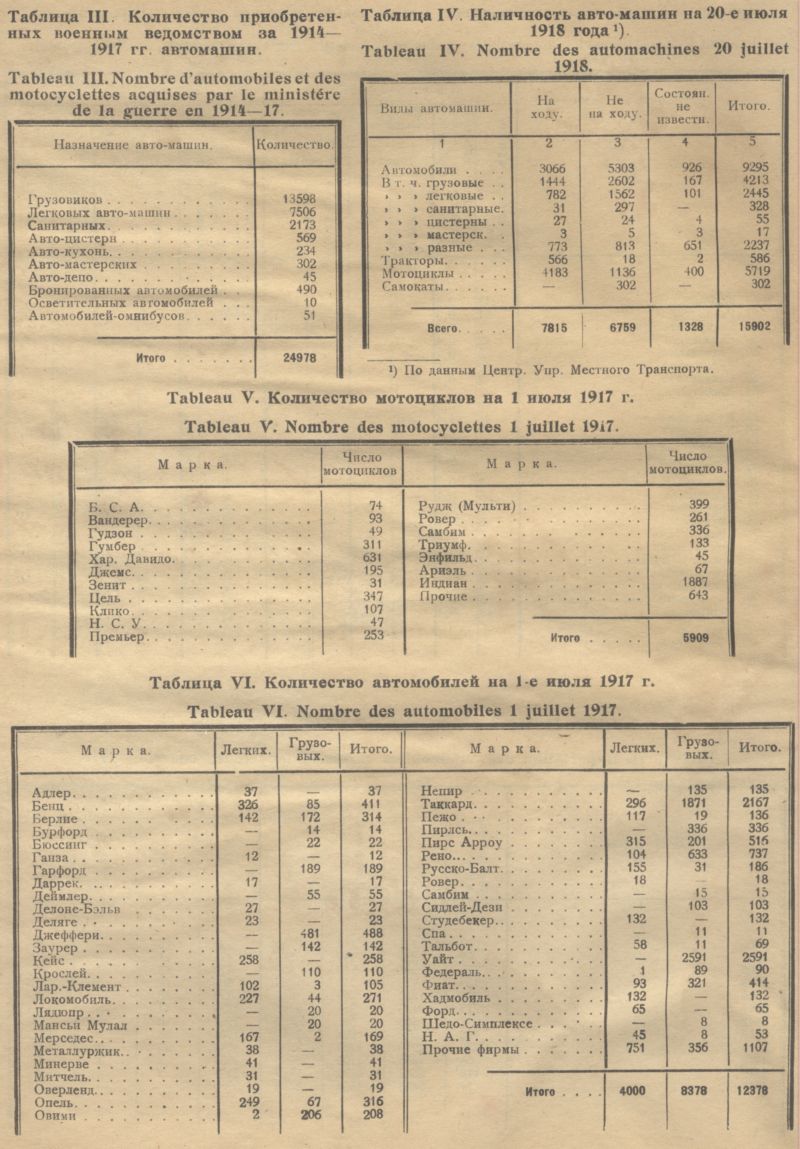 Таблица III. Количество приобретен-
ных военным ведомством за 1914—
1917 гг. автомашин.
Tableau III. Nombre d'automobiles et des
motocyclettes acquises par le ministére
de la guerre en 1914—17.
Назначение авто-машин. Количество.
Грузовиков 13598
Легковых авто-машин 7506
Санитарных 2173
Авто-цистерн 569
Авто-кухонь 234
Авто-мастерских 302
Авто-депо 45
Бронированных автомобилей 490
Осветительных автомобилей 10
Автомобилей-омнибусов 51
Итого 24978
Таблица IV. Наличность авто-машин на 20-е июля
1918 года ¹).
Tableau IV. Nombre des automachines 20 juillet
1918.
Виды автомашин. На ходу. Не на ходу. Состоян. не известн. Итого.
1 2 3 4 5
Автомобили 3066 5303 926 9295
В т. ч. грузовые 1444 2602 167 4213
› › › легковые 782 1562 101 2445
› › › санитарные. 31 297 — 328
› › › цистерны 27 24 4 55
› › › мастерск. 3 5 3 17
› › › разные 773 813 651 2237
Тракторы 566 18 2 586
Мотоциклы 4183 1136 400 5719
Самокаты — 302 — 302
Всего 7815 6759 1328 15902
¹) По данным Центр. Упр. Местного Транспорта.
Tableau V. Количество мотоциклов на 1 июля 1917 г.
Tableau V. Nombre des motocyclettes 1 juillet 1917.
Марка. Число мотоциклов Марка. Число мотоциклов.
Б. С. А. 74 Рудж (Мульти) 399
Вандерер 93 Ровер 261
Гудзон 49 Самбим 336
Гумбер 311 Триумф 133
Хар. Давидо. 631 Энфильд 45
Джемс 195 Ариэль 67
Зенит 31 Индиан 1887
Цель 347 Прочие 643
Клико 107
Н. С. У. 47
Премьер 253 Итого 5909
Таблица VI. Количество автомобилей на 1-е июля 1917 г.
Tableau VI. Nombre des automobiles 1 juillet 1917.
Марка. Легких. Грузо-вых. Итого. Марка. Легких. Грузо-вых. Итого.
Адлер 37 — 37 Непир — 135 135
Бенц 326 85 411 Таккард 296 1871 2167
Берлие 142 172 314 Пежо 117 19 136
Бурфорд — 14 14 Пирлсь — 336 336
Бюссинг — 22 22 Пирс Арроу 315 201 516
Ганза 12 — 12 Рено 104 633 737
Гарфорд — 189 189 Русско-Балт. 155 31 186
Даррек 17 — 17 Ровер 18 — 18
Деймлер — 55 55 Самбим — 15 15
Делоне-Бэльв 27 — 27 Сидлей-Дези — 103 103
Деляге 23 — 23 Студебекер 132 — 132
Джеффери — 481 488 Спа — 11 11
Заурер — 142 142 Тальбот 58 11 69
Кейс 258 — 258 Уайт — 2591 2591
Крослей — 110 110 Федераль 1 89 90
Лар.-Клемент 102 3 105 Фиат 93 321 414
Локомобиль 227 44 271 Хадмобиль 132 — 132
Лядюпр — 20 20 Форд 65 — 65
Мансьи Мулал — 20 20 Шедо-Симплексе — 8 8
Мерседес 167 2 169 Н. А. Г. 45 8 53
Металлуржик 38 — 38 Прочие фирмы 751 356 1107
Минерве 41 — 41
Митчель 31 — 31
Оверленд 19 — 19 Итого 4000 8378 12378
Опель 249 67 316
Овими 2 206 208